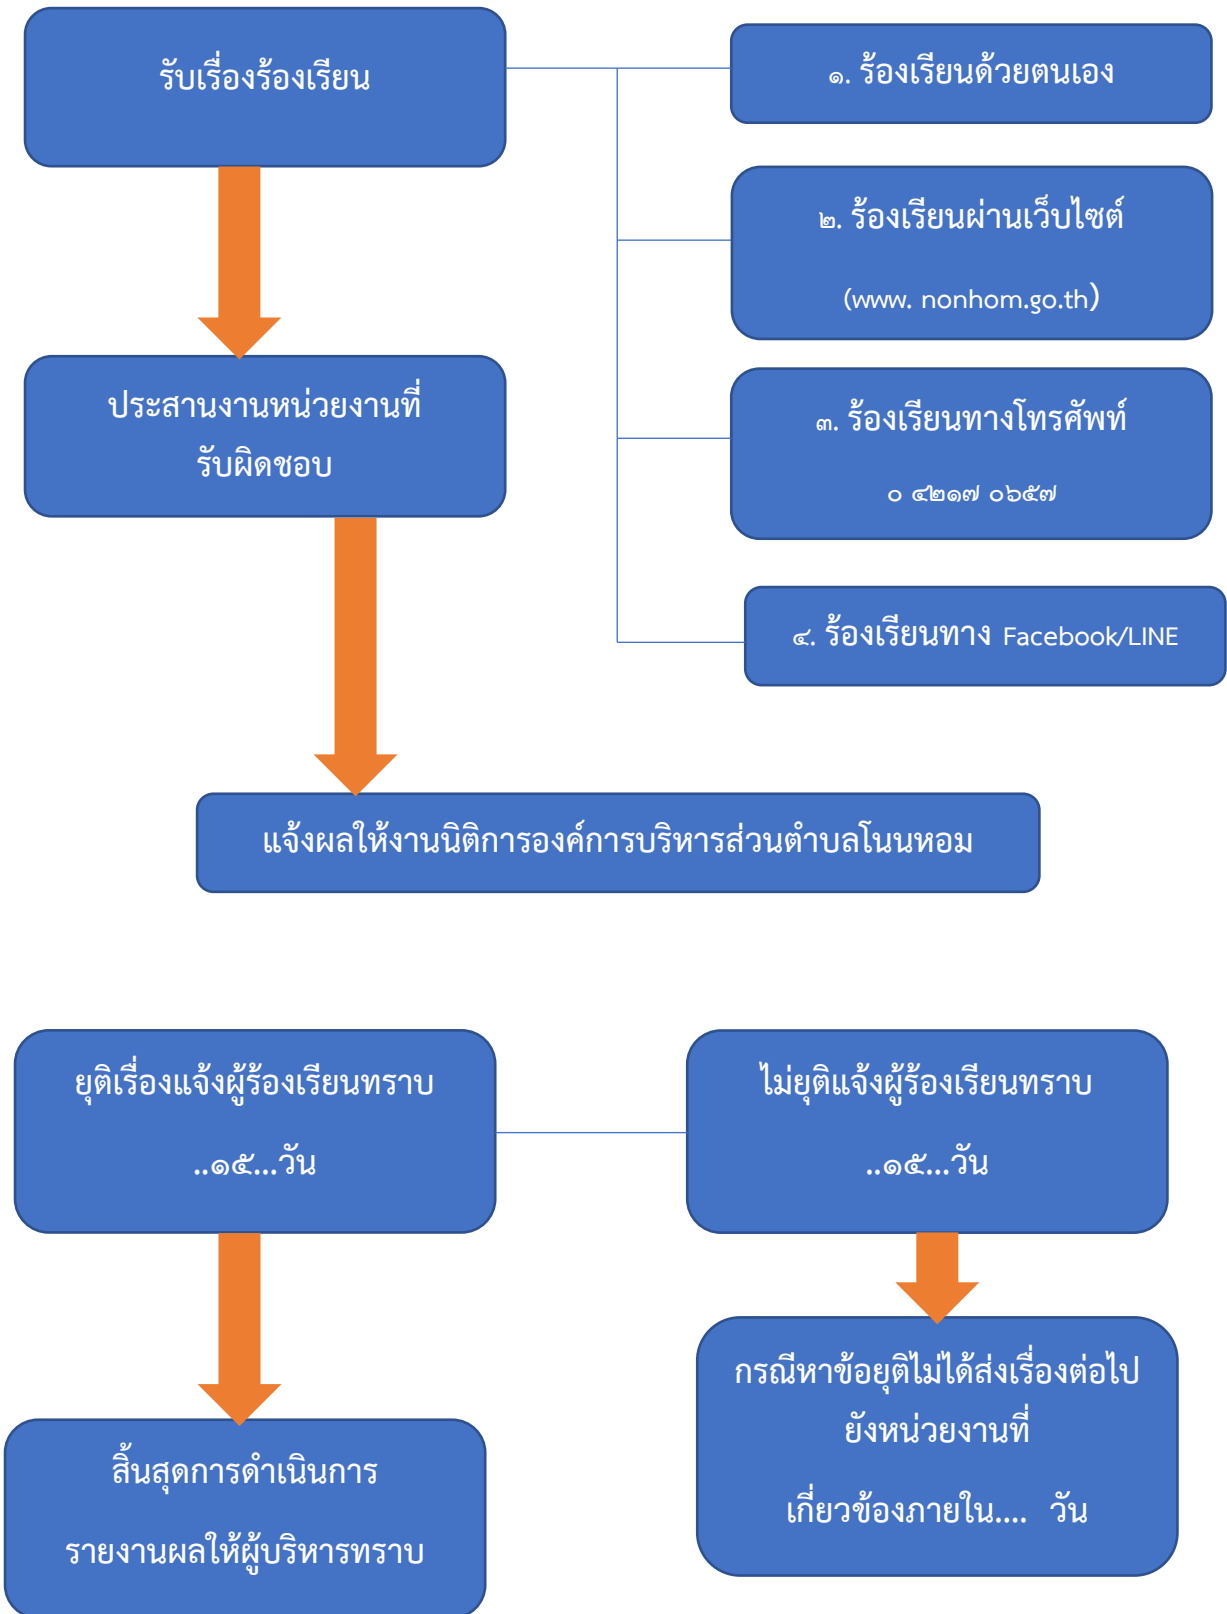 รับเรื่องร้องเรียน
๑. ร้องเรียนด้วยตนเอง
๒. ร้องเรียนผ่านเว็บไซต์
(www. nonhom.go.th)
๓. ร้องเรียนทางโทรศัพท์
๐ ๔๒๑๗ ๐๖๕๗
๔. ร้องเรียนทาง Facebook/LINE
ประสานงานหน่วยงานที่
รับผิดชอบ
แจ้งผลให้งานนิติการองค์การบริหารส่วนตำบลโนนหอม
ยุติเรื่องแจ้งผู้ร้องเรียนทราบ
..๑๕...วัน
ไม่ยุติแจ้งผู้ร้องเรียนทราบ
..๑๕...วัน
สิ้นสุดการดำเนินการ
รายงานผลให้ผู้บริหารทราบ
กรณีหาข้อยุติไม่ได้ส่งเรื่องต่อไป
ยังหน่วยงานที่
เกี่ยวข้องภายใน.... วัน